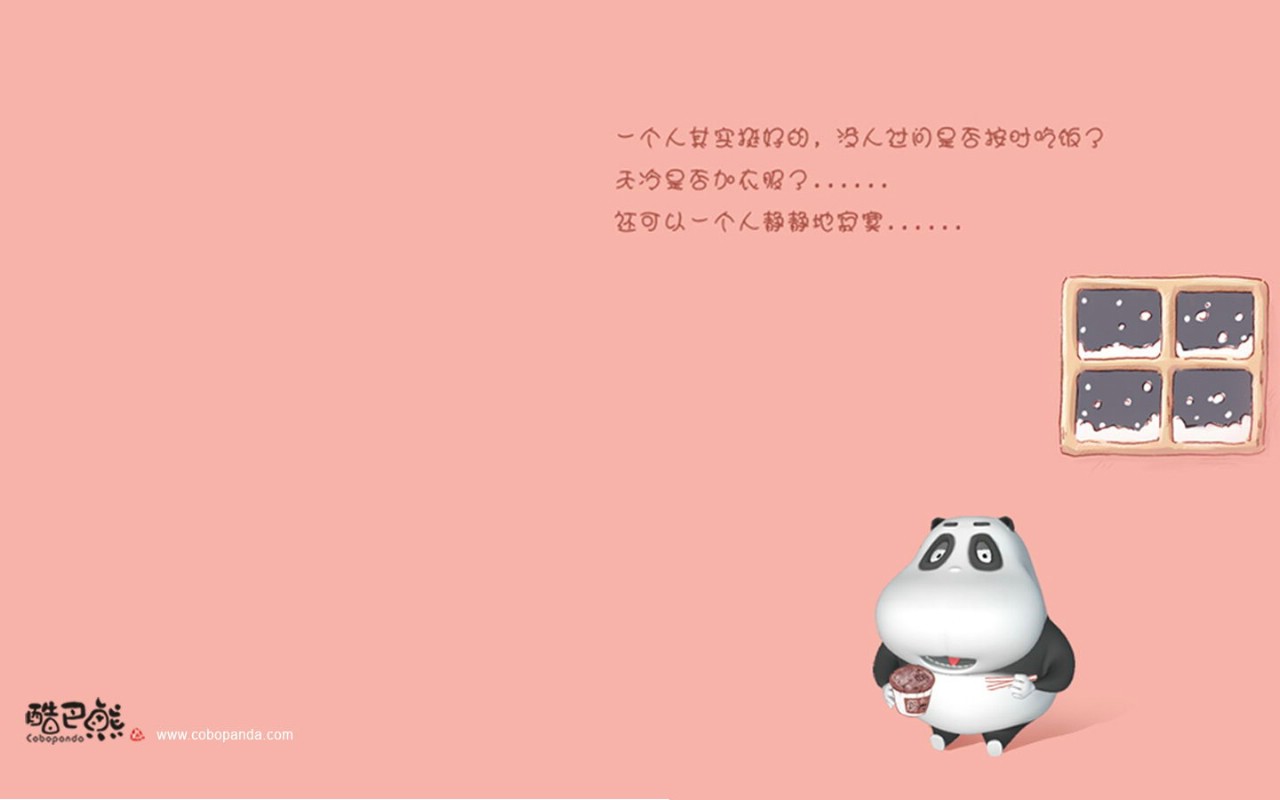 一个人其实挺好的，没人过问是否按时吃饭？
天冷是否加衣服？......
还可以一个人静静地寂寞......
酷巴熊
Cobopanda
www.cobopanda.com